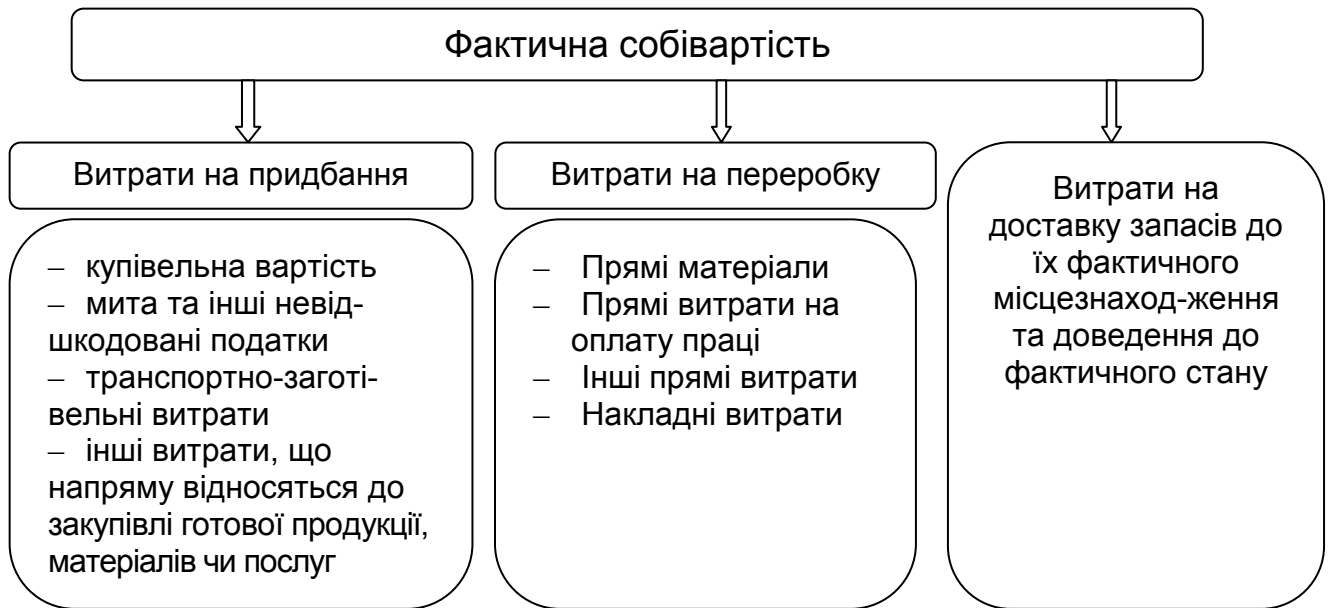 Фактична собівартість
Витрати на придбання
– купівельна вартість
– мита та інші невід-
шкодовані податки
– транспортно-заготі-
вельні витрати
– інші витрати, що
напряму відносяться до
закупівлі готової продукції,
матеріалів чи послуг
Витрати на переробку
– Прямі матеріали
– Прямі витрати на
оплату праці
– Інші прямі витрати
– Накладні витрати
Витрати на
доставку запасів до
їх фактичного
місцезнаход-ження
та доведення до
фактичного стану